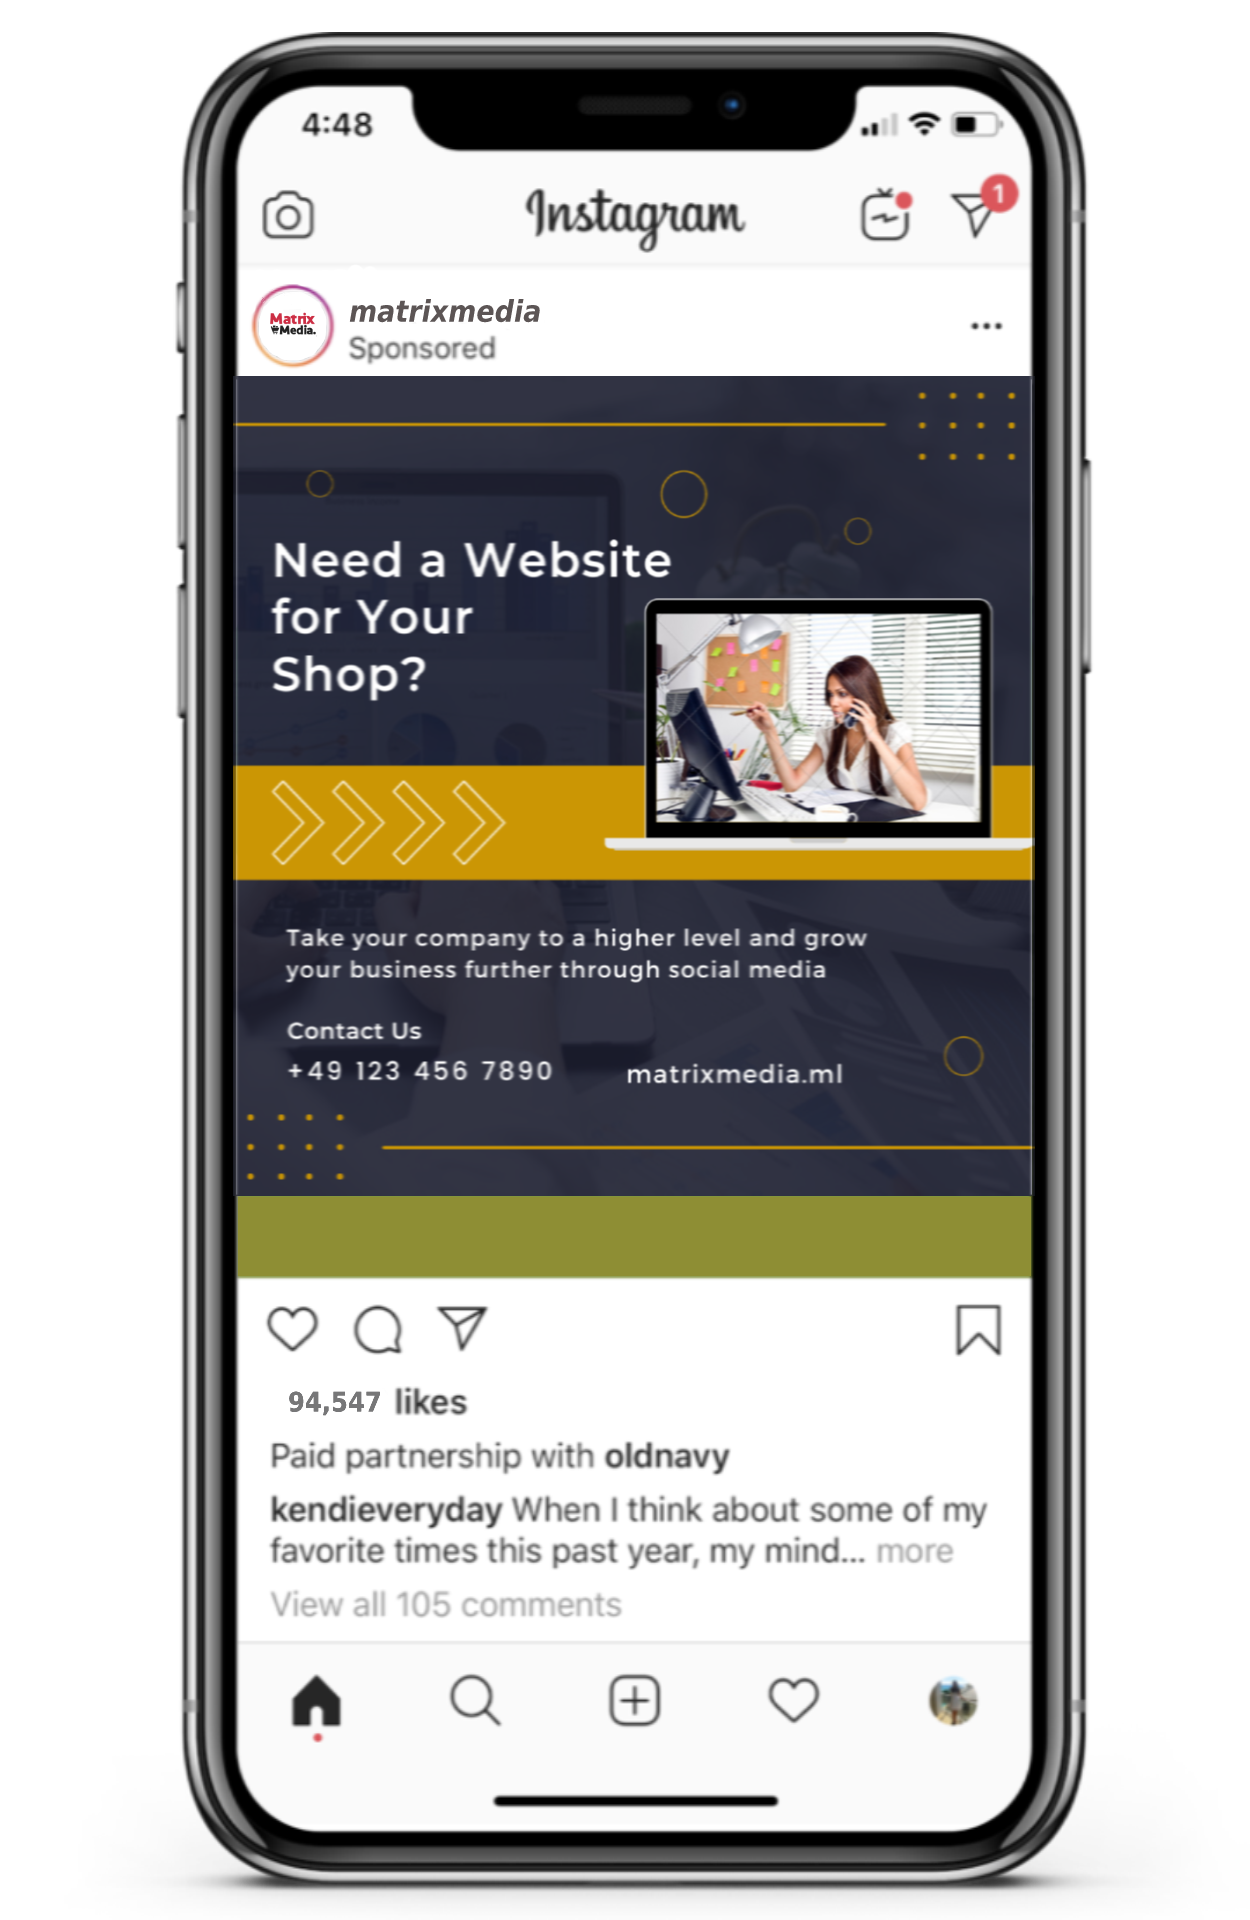 4:48
Instagram
1
Matrix
Media.
matrixmedia
Sponsored
Need a Website
for Your
Shop?
Take your company to a higher level and grow
your business further through social media
Contact Us
+49 123 456 7890
matrixmedia.ml
94,547 likes
Paid partnership with oldnavy
kendieveryday When I think about some of my
favorite times this past year, my mind... more
View all 105 comments